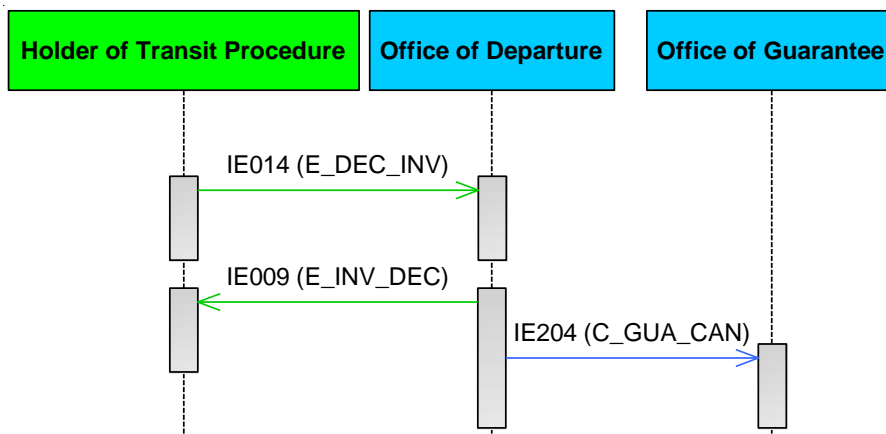 Holder of Transit Procedure
Office of Departure
Office of Guarantee
IE014 (E_DEC_INV)
IE009 (E_INV_DEC)
IE204 (C_GUA_CAN)